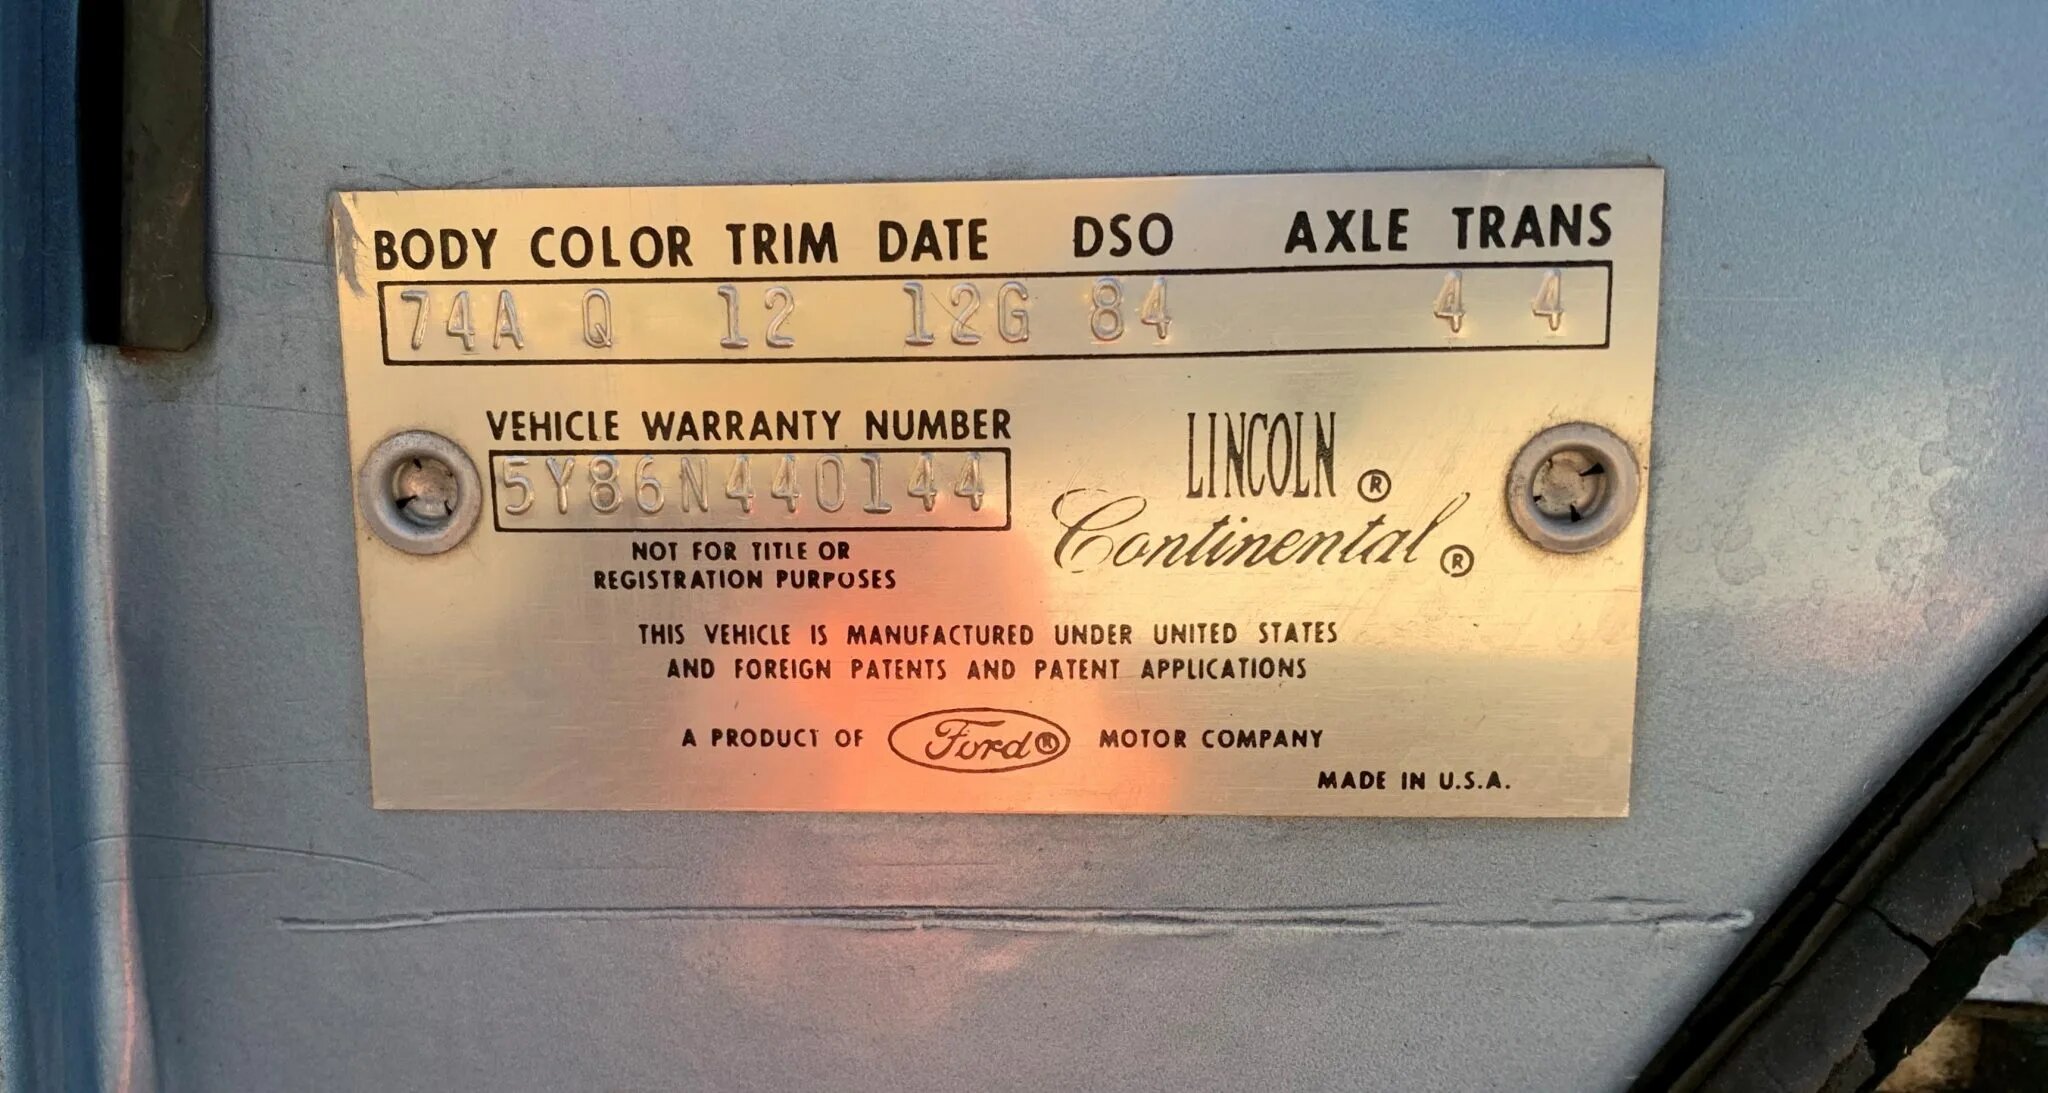 BODY COLOR TRIM DATE DSO AXLE TRANS
74A Q 12 12G 84 4 4
VEHICLE WARRANTY NUMBER
5Y86N440144
NOT FOR TITLE OR
REGISTRATION PURPOSES
LINCOLN ®
Continental ®
THIS VEHICLE IS MANUFACTURED UNDER UNITED STATES
AND FOREIGN PATENTS AND PATENT APPLICATIONS
A PRODUCT OF Ford® MOTOR COMPANY
MADE IN U.S.A.